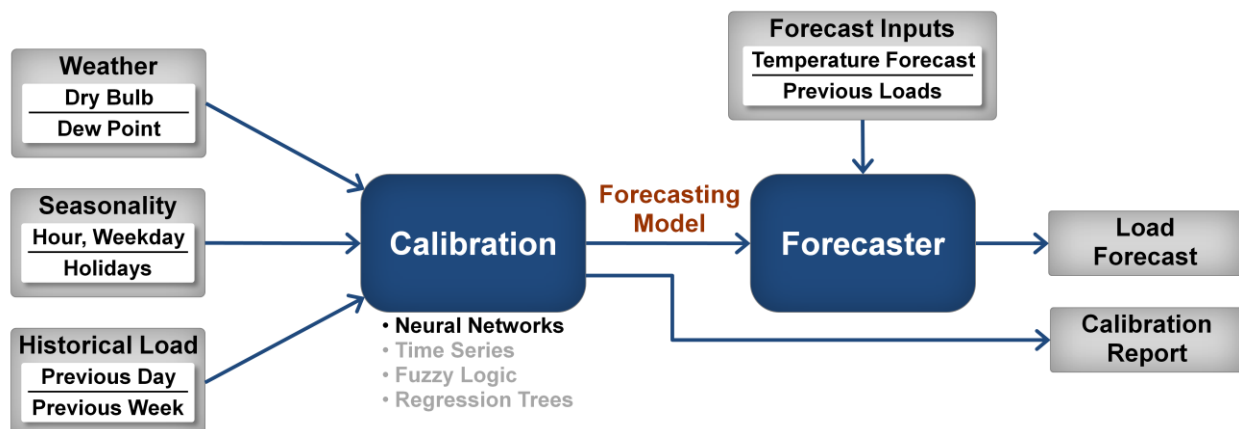 Weather
Dry Bulb
Dew Point
Seasonality
Hour, Weekday
Holidays
Historical Load
Previous Day
Previous Week
Calibration
• Neural Networks
• Time Series
• Fuzzy Logic
• Regression Trees
Forecasting
Model
Forecast Inputs
Temperature Forecast
Previous Loads
Forecaster
Load
Forecast
Calibration
Report